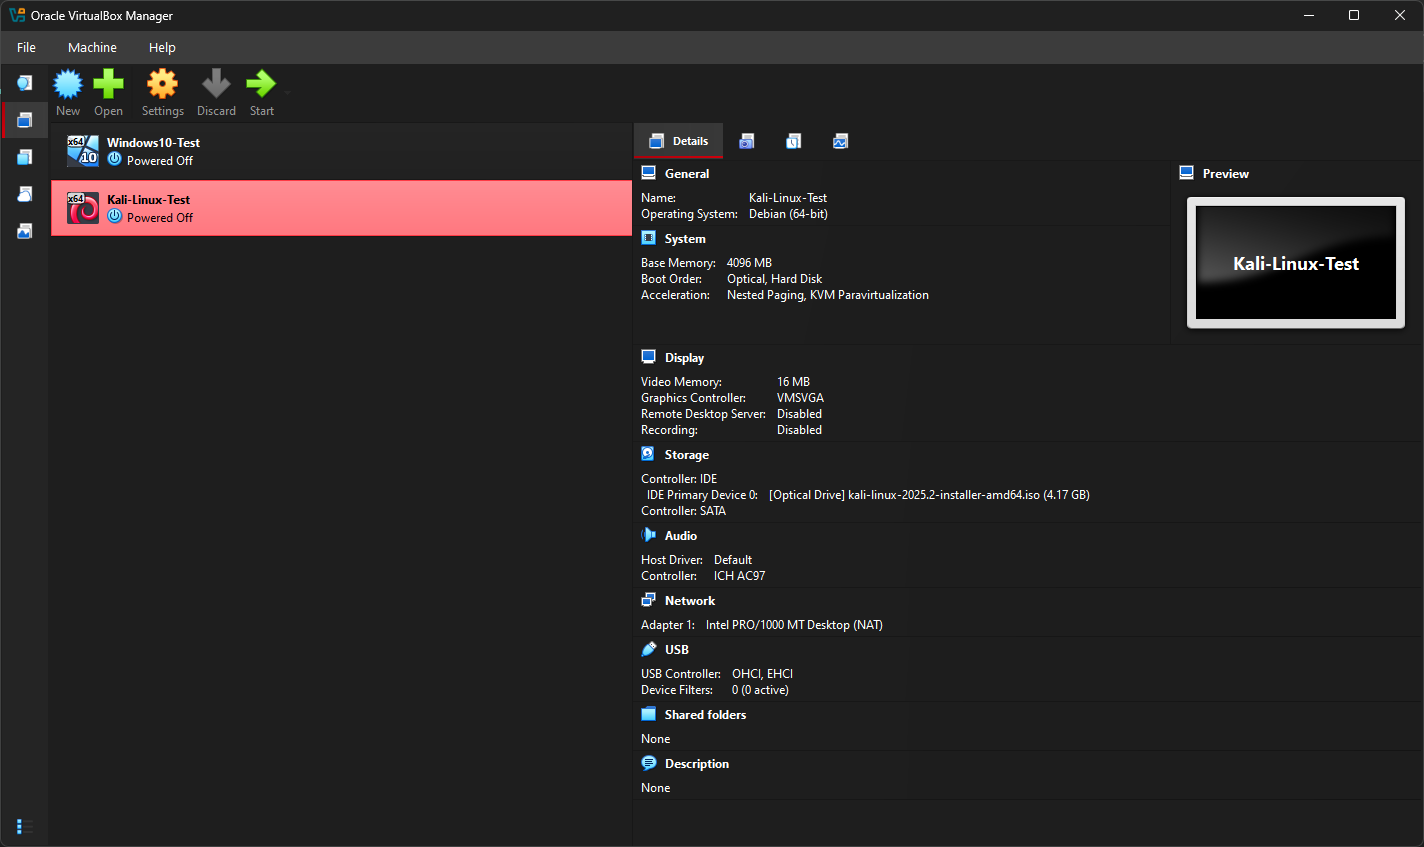 Oracle VirtualBox Manager
File Machine Help
New Open Settings Discard Start
x64 10 Windows10-Test
Powered Off
x64 Kali-Linux-Test
Powered Off
Details
General
Name: Kali-Linux-Test
Operating System: Debian (64-bit)
System
Base Memory: 4096 MB
Boot Order: Optical, Hard Disk
Acceleration: Nested Paging, KVM Paravirtualization
Preview
Kali-Linux-Test
Display
Video Memory: 16 MB
Graphics Controller: VMSVGA
Remote Desktop Server: Disabled
Recording: Disabled
Storage
Controller: IDE
IDE Primary Device 0: [Optical Drive] kali-linux-2025.2-installer-amd64.iso (4.17 GB)
Controller: SATA
Audio
Host Driver: Default
Controller: ICH AC97
Network
Adapter 1: Intel PRO/1000 MT Desktop (NAT)
USB
USB Controller: OHCI, EHCI
Device Filters: 0 (0 active)
Shared folders
None
Description
None